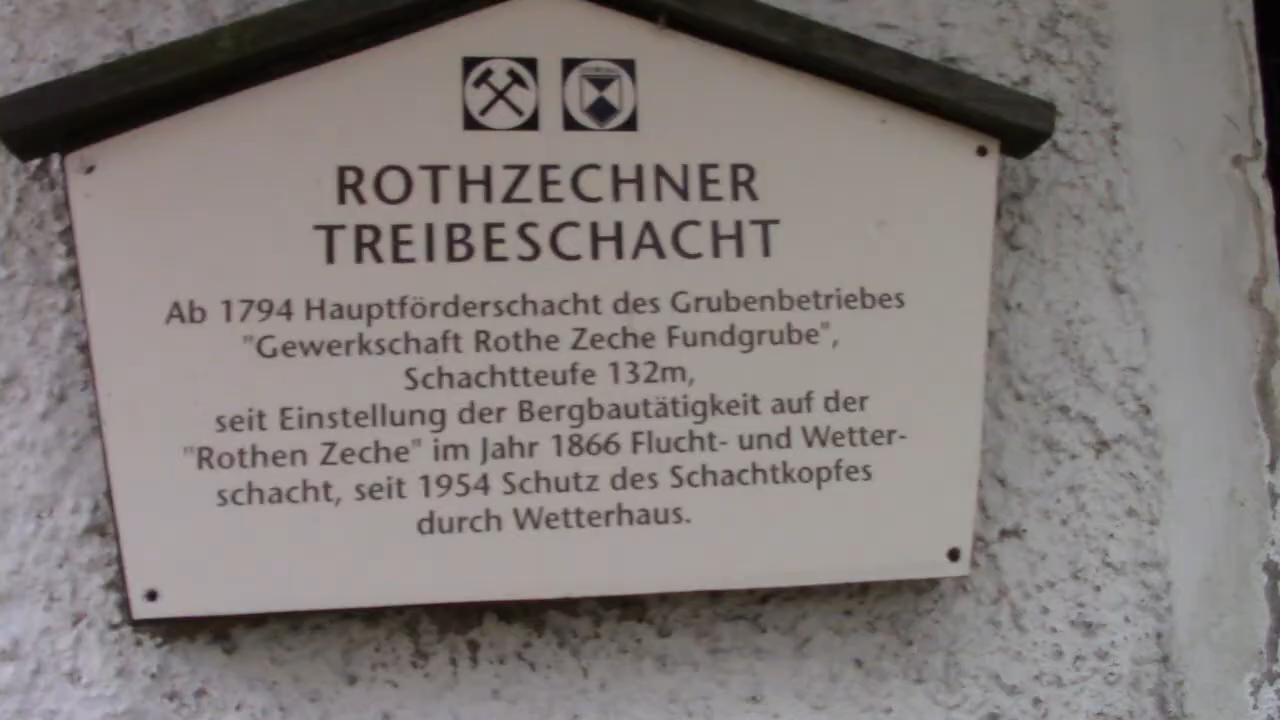 ROTHZECHNER
TREIBESCHACHT
Ab 1794 Hauptförderschacht des Grubenbetriebes
"Gewerkschaft Rothe Zeche Fundgrube",
Schachtteufe 132m,
seit Einstellung der Bergbautätigkeit auf der
"Rothen Zeche" im Jahr 1866 Flucht- und Wetter-
schacht, seit 1954 Schutz des Schachtkopfes
durch Wetterhaus.